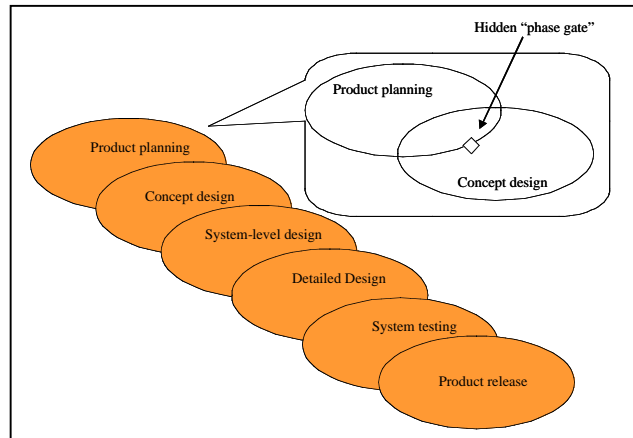 Hidden “phase gate”
Product planning
Concept design
Product planning
Concept design
System-level design
Detailed Design
System testing
Product release